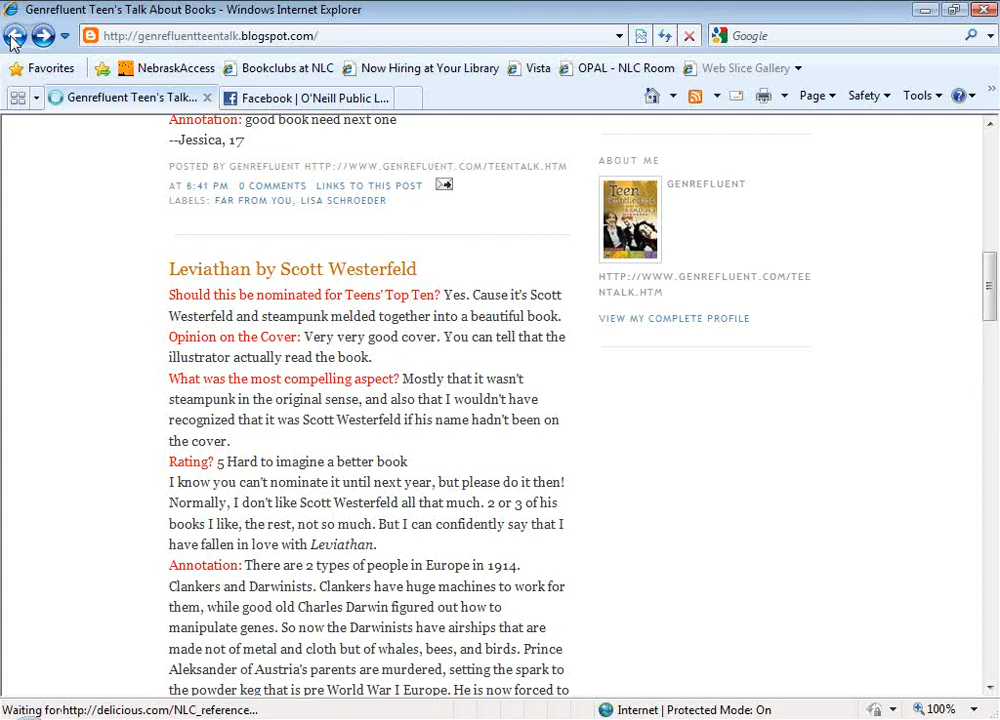 Genrefluent Teen's Talk About Books - Windows Internet Explorer
http://genrefluentteentalk.blogspot.com/
Google
Favorites
NebraskAccess
Bookclubs at NLC
Now Hiring at Your Library
Vista
OPAL - NLC Room
Web Slice Gallery
Genrefluent Teen's Talk...
Facebook | O'Neill Public L...
Page
Safety
Tools
Annotation: good book need next one
--Jessica, 17
POSTED BY GENREFLUENT HTTP://WWW.GENREFLUENT.COM/TEENTALK.HTM
AT 8:41 PM 0 COMMENTS LINKS TO THIS POST
LABELS: FAR FROM YOU, LISA SCHROEDER
Leviathan by Scott Westerfeld
Should this be nominated for Teens' Top Ten? Yes. Cause it's Scott
Westerfeld and steampunk melded together into a beautiful book.
Opinion on the Cover: Very very good cover. You can tell that the
illustrator actually read the book.
What was the most compelling aspect? Mostly that it wasn't
steampunk in the original sense, and also that I wouldn't have
recognized that it was Scott Westerfeld if his name hadn't been on
the cover.
Rating? 5 Hard to imagine a better book
I know you can't nominate it until next year, but please do it then!
Normally, I don't like Scott Westerfeld all that much. 2 or 3 of his
books I like, the rest, not so much. But I can confidently say that I
have fallen in love with Leviathan.
Annotation: There are 2 types of people in Europe in 1914.
Clankers and Darwinists. Clankers have huge machines to work for
them, while good old Charles Darwin figured out how to
manipulate genes. So now the Darwinists have airships that are
made not of metal and cloth but of whales, bees, and birds. Prince
Aleksander of Austria's parents are murdered, setting the spark to
the powder keg that is pre World War I Europe. He is now forced to
ABOUT ME
Teen
GENREFLUENT
HTTP://WWW.GENREFLUENT.COM/TEE
NTALK.HTM
VIEW MY COMPLETE PROFILE
Waiting for http://delicious.com/NLC_reference...
Internet | Protected Mode: On
100%